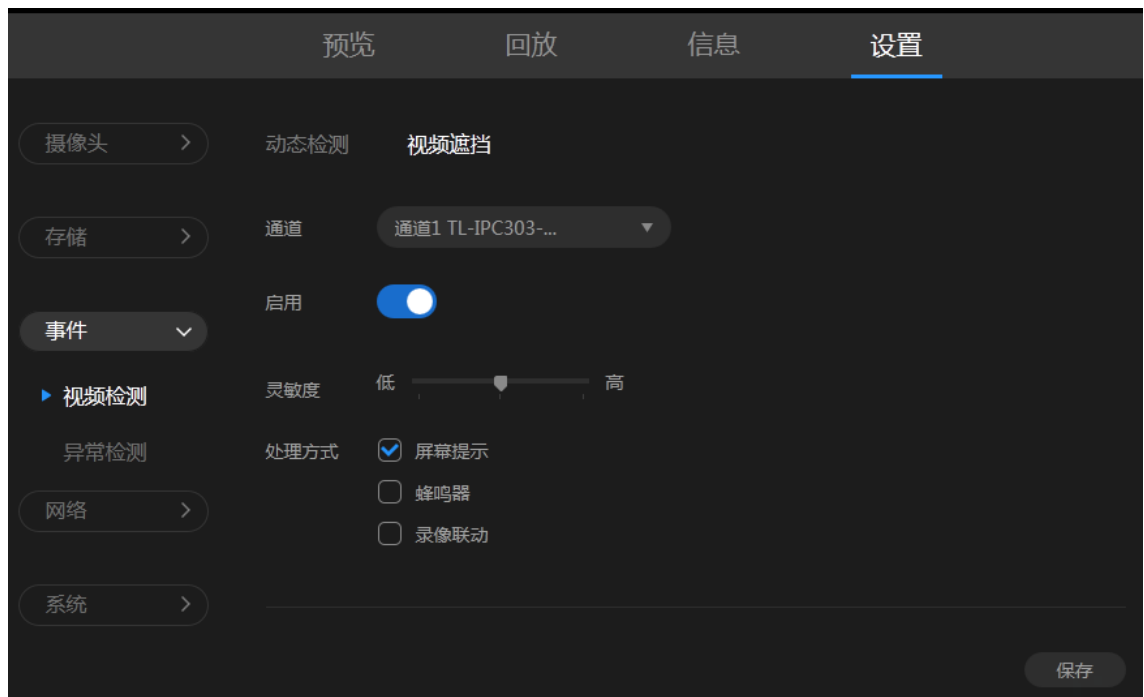 预览 回放 信息 设置
摄像头 动态检测 视频遮挡
存储 通道 通道1 TL-IPC303-...
启用
事件
灵敏度 低 高
视频检测
异常检测 处理方式 屏幕提示
网络 蜂鸣器
录像联动
系统
保存